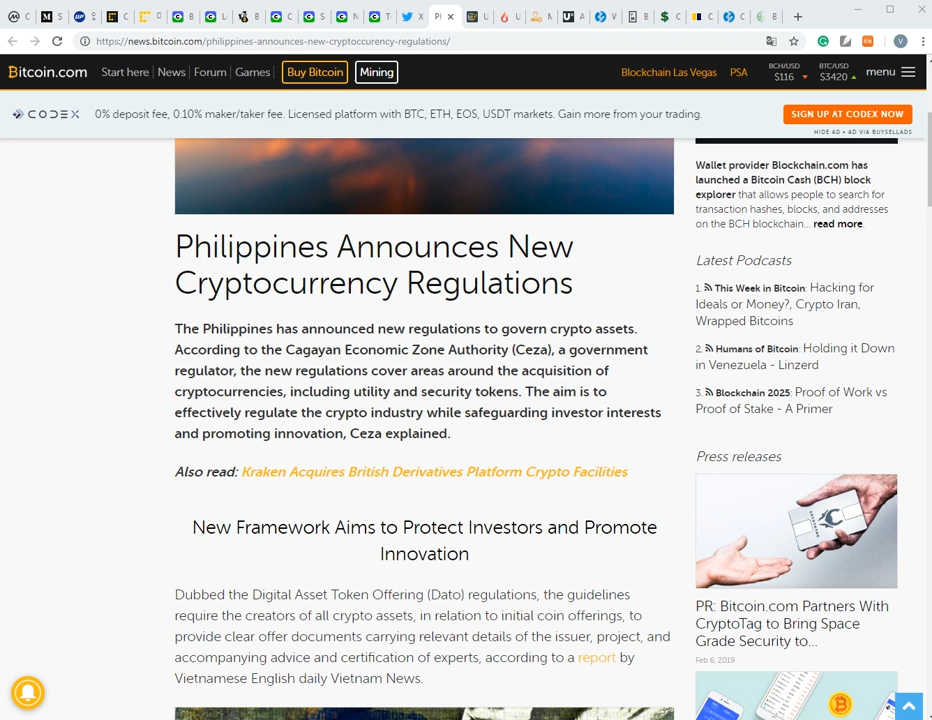 C
S
P
C
D
B
L
B
C
S
N
T
X
Pl
U
U
N
A
V
B
C
C
B
https://news.bitcoin.com/philippines-announces-new-cryptoccurency-regulations/
V
Bitcoin.com Start here News Forum Games Buy Bitcoin Mining Blockchain Las Vegas PSA BCH/USD $116 BTC/USD $3420 menu
CODEX 0% deposit fee, 0.10% maker/taker fee. Licensed platform with BTC, ETH, EOS, USDT markets. Gain more from your trading. SIGN UP AT CODEX NOW
HIDE AD • AD VIA BUYSELLADS
Philippines Announces New
Cryptocurrency Regulations
The Philippines has announced new regulations to govern crypto assets.
According to the Cagayan Economic Zone Authority (Ceza), a government
regulator, the new regulations cover areas around the acquisition of
cryptocurrencies, including utility and security tokens. The aim is to
effectively regulate the crypto industry while safeguarding investor interests
and promoting innovation, Ceza explained.
Also read: Kraken Acquires British Derivatives Platform Crypto Facilities
New Framework Aims to Protect Investors and Promote
Innovation
Dubbed the Digital Asset Token Offering (Dato) regulations, the guidelines
require the creators of all crypto assets, in relation to initial coin offerings, to
provide clear offer documents carrying relevant details of the issuer, project, and
accompanying advice and certification of experts, according to a report by
Vietnamese English daily Vietnam News.
Wallet provider Blockchain.com has
launched a Bitcoin Cash (BCH) block
explorer that allows people to search for
transaction hashes, blocks, and addresses
on the BCH blockchain... read more.
Latest Podcasts
1. This Week in Bitcoin: Hacking for
Ideals or Money?, Crypto Iran,
Wrapped Bitcoins
2. Humans of Bitcoin: Holding it Down
in Venezuela - Linzerd
3. Blockchain 2025: Proof of Work vs
Proof of Stake - A Primer
Press releases
PR: Bitcoin.com Partners With
CryptoTag to Bring Space
Grade Security to...
Feb 6, 2019